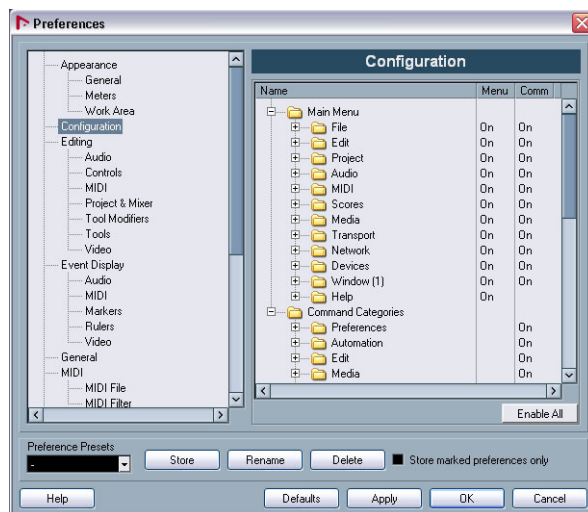 Preferences
Appearance
General
Meters
Work Area
Configuration
Editing
Audio
Controls
MIDI
Project & Mixer
Tool Modifiers
Tools
Video
Event Display
Audio
MIDI
Markers
Rulers
Video
General
MIDI
MIDI File
MIDI Filter
Configuration
Name Menu Comm
Main Menu
File On On
Edit On On
Project On On
Audio On On
MIDI On On
Scores On On
Media On On
Transport On On
Network On On
Devices On On
Window (1) On On
Help On
Command Categories
Preferences On
Automation On
Edit On
Media On
Enable All
Preference Presets
- Store Rename Delete Store marked preferences only
Help Defaults Apply OK Cancel